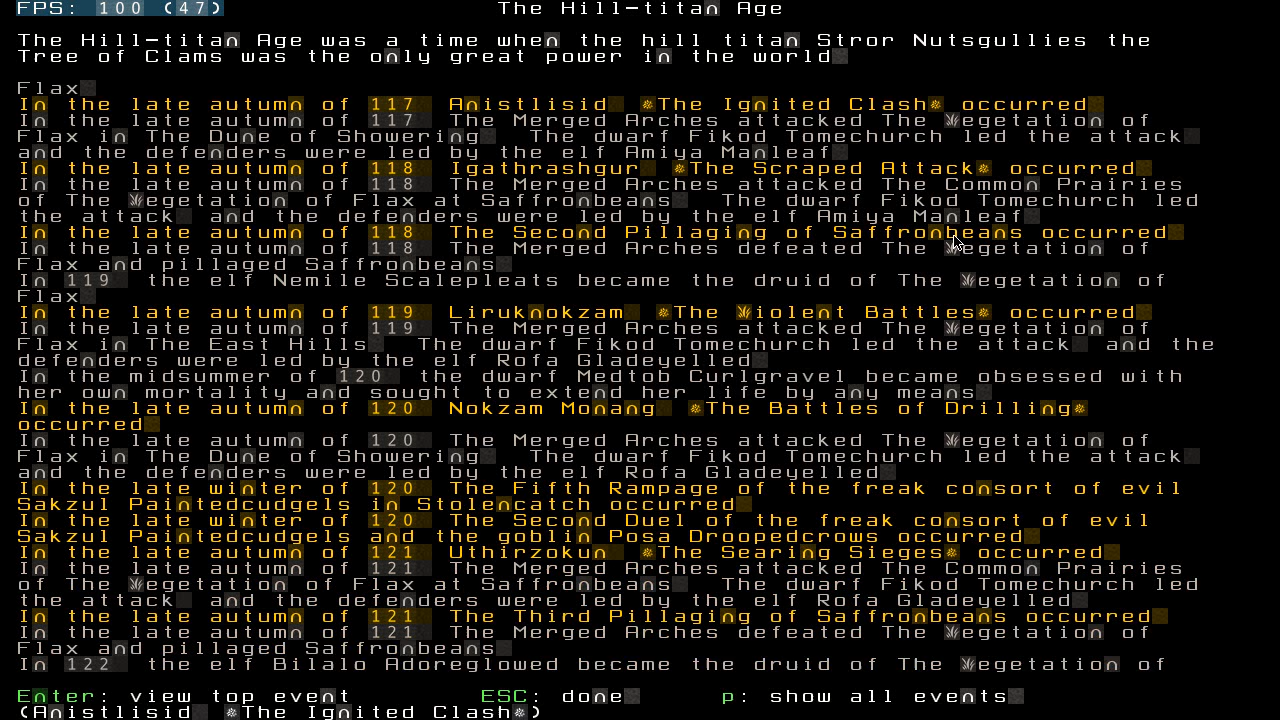 FPS: 100 (47) The Hill-titan Age
The Hill-titan Age was a time when the hill titan Stror Nutsgullies the
Tree of Clams was the only great power in the world
Flax
In the late autumn of 117 Anistlisid *The Ignited Clash* occurred
In the late autumn of 117 The Merged Arches attacked The Vegetation of
Flax in The Dune of Showering The dwarf Fikod Tomechurch led the attack
and the defenders were led by the elf Amiya Manleaf
In the late autumn of 118 Igathrashgur *The Scraped Attack* occurred
In the late autumn of 118 The Merged Arches attacked The Common Prairies
of The Vegetation of Flax at Saffronbeans The dwarf Fikod Tomechurch led
the attack and the defenders were led by the elf Amiya Manleaf
In the late autumn of 118 The Second Pillaging of Saffronbeans occurred
In the late autumn of 118 The Merged Arches defeated The Vegetation of
Flax and pillaged Saffronbeans
In 119 the elf Nemile Scalepleats became the druid of The Vegetation of
Flax
In the late autumn of 119 Liruknokzam *The Violent Battles* occurred
In the late autumn of 119 The Merged Arches attacked The Vegetation of
Flax in The East Hills The dwarf Fikod Tomechurch led the attack and the
defenders were led by the elf Rofa Gladeyelled
In the midsummer of 120 the dwarf Medtob Curlgravel became obsessed with
her own mortality and sought to extend her life by any means
In the late autumn of 120 Nokzam Monang *The Battles of Drilling*
occurred
In the late autumn of 120 The Merged Arches attacked The Vegetation of
Flax in The Dune of Showering The dwarf Fikod Tomechurch led the attack
and the defenders were led by the elf Rofa Gladeyelled
In the late winter of 120 The Fifth Rampage of the freak consort of evil
Sakzul Paintedcudgels in Stolencatch occurred
In the late winter of 120 The Second Duel of the freak consort of evil
Sakzul Paintedcudgels and the goblin Posa Droopedcrows occurred
In the late autumn of 121 Uthirzokun *The Searing Sieges* occurred
In the late autumn of 121 The Merged Arches attacked The Common Prairies
of The Vegetation of Flax at Saffronbeans The dwarf Fikod Tomechurch led
the attack and the defenders were led by the elf Rofa Gladeyelled
In the late autumn of 121 The Third Pillaging of Saffronbeans occurred
In the late autumn of 121 The Merged Arches defeated The Vegetation of
Flax and pillaged Saffronbeans
In 122 the elf Bilalo Adoreglowed became the druid of The Vegetation of
Enter: view top event ESC: done p: show all events
(Anistlisid *The Ignited Clash*)